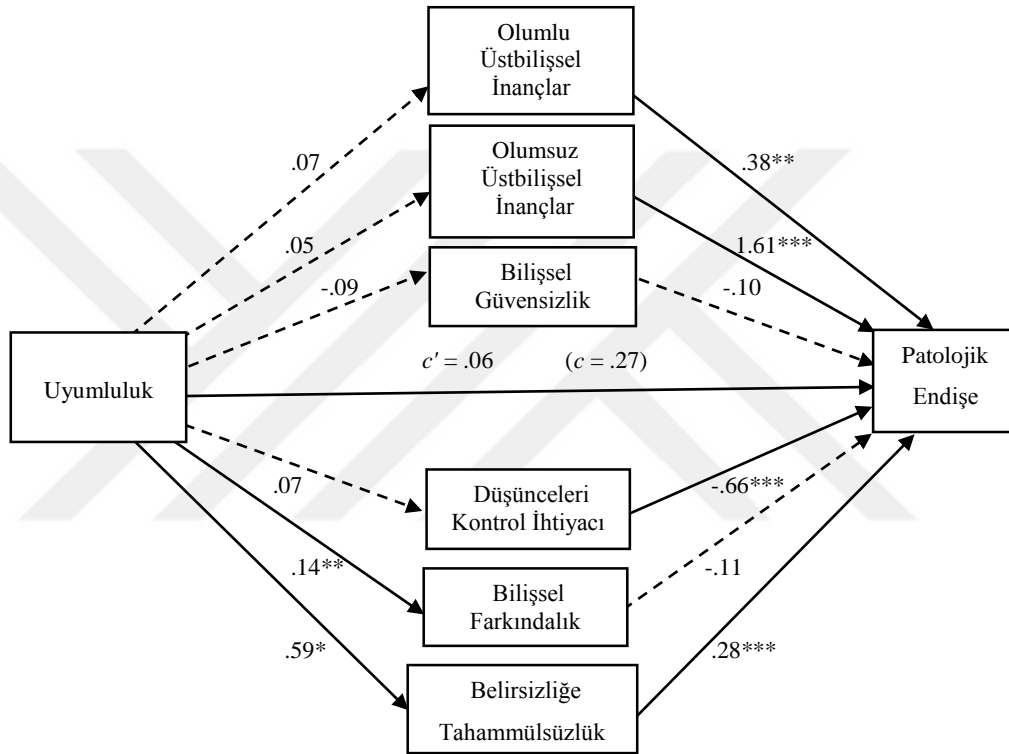 Olumlu
Üstbilişsel
İnançlar
.07
.38**
Olumsuz
Üstbilişsel
İnançlar
.05
1.61***
Bilişsel
Güvensizlik
-.09
-.10
Uyumluluk
c' = .06 (c = .27)
Patolojik
Endişe
Düşünceleri
Kontrol İhtiyacı
.07
-.66***
Bilişsel
Farkındalık
.14**
-.11
Belirsizliğe
Tahammülsüzlük
.59*
.28***